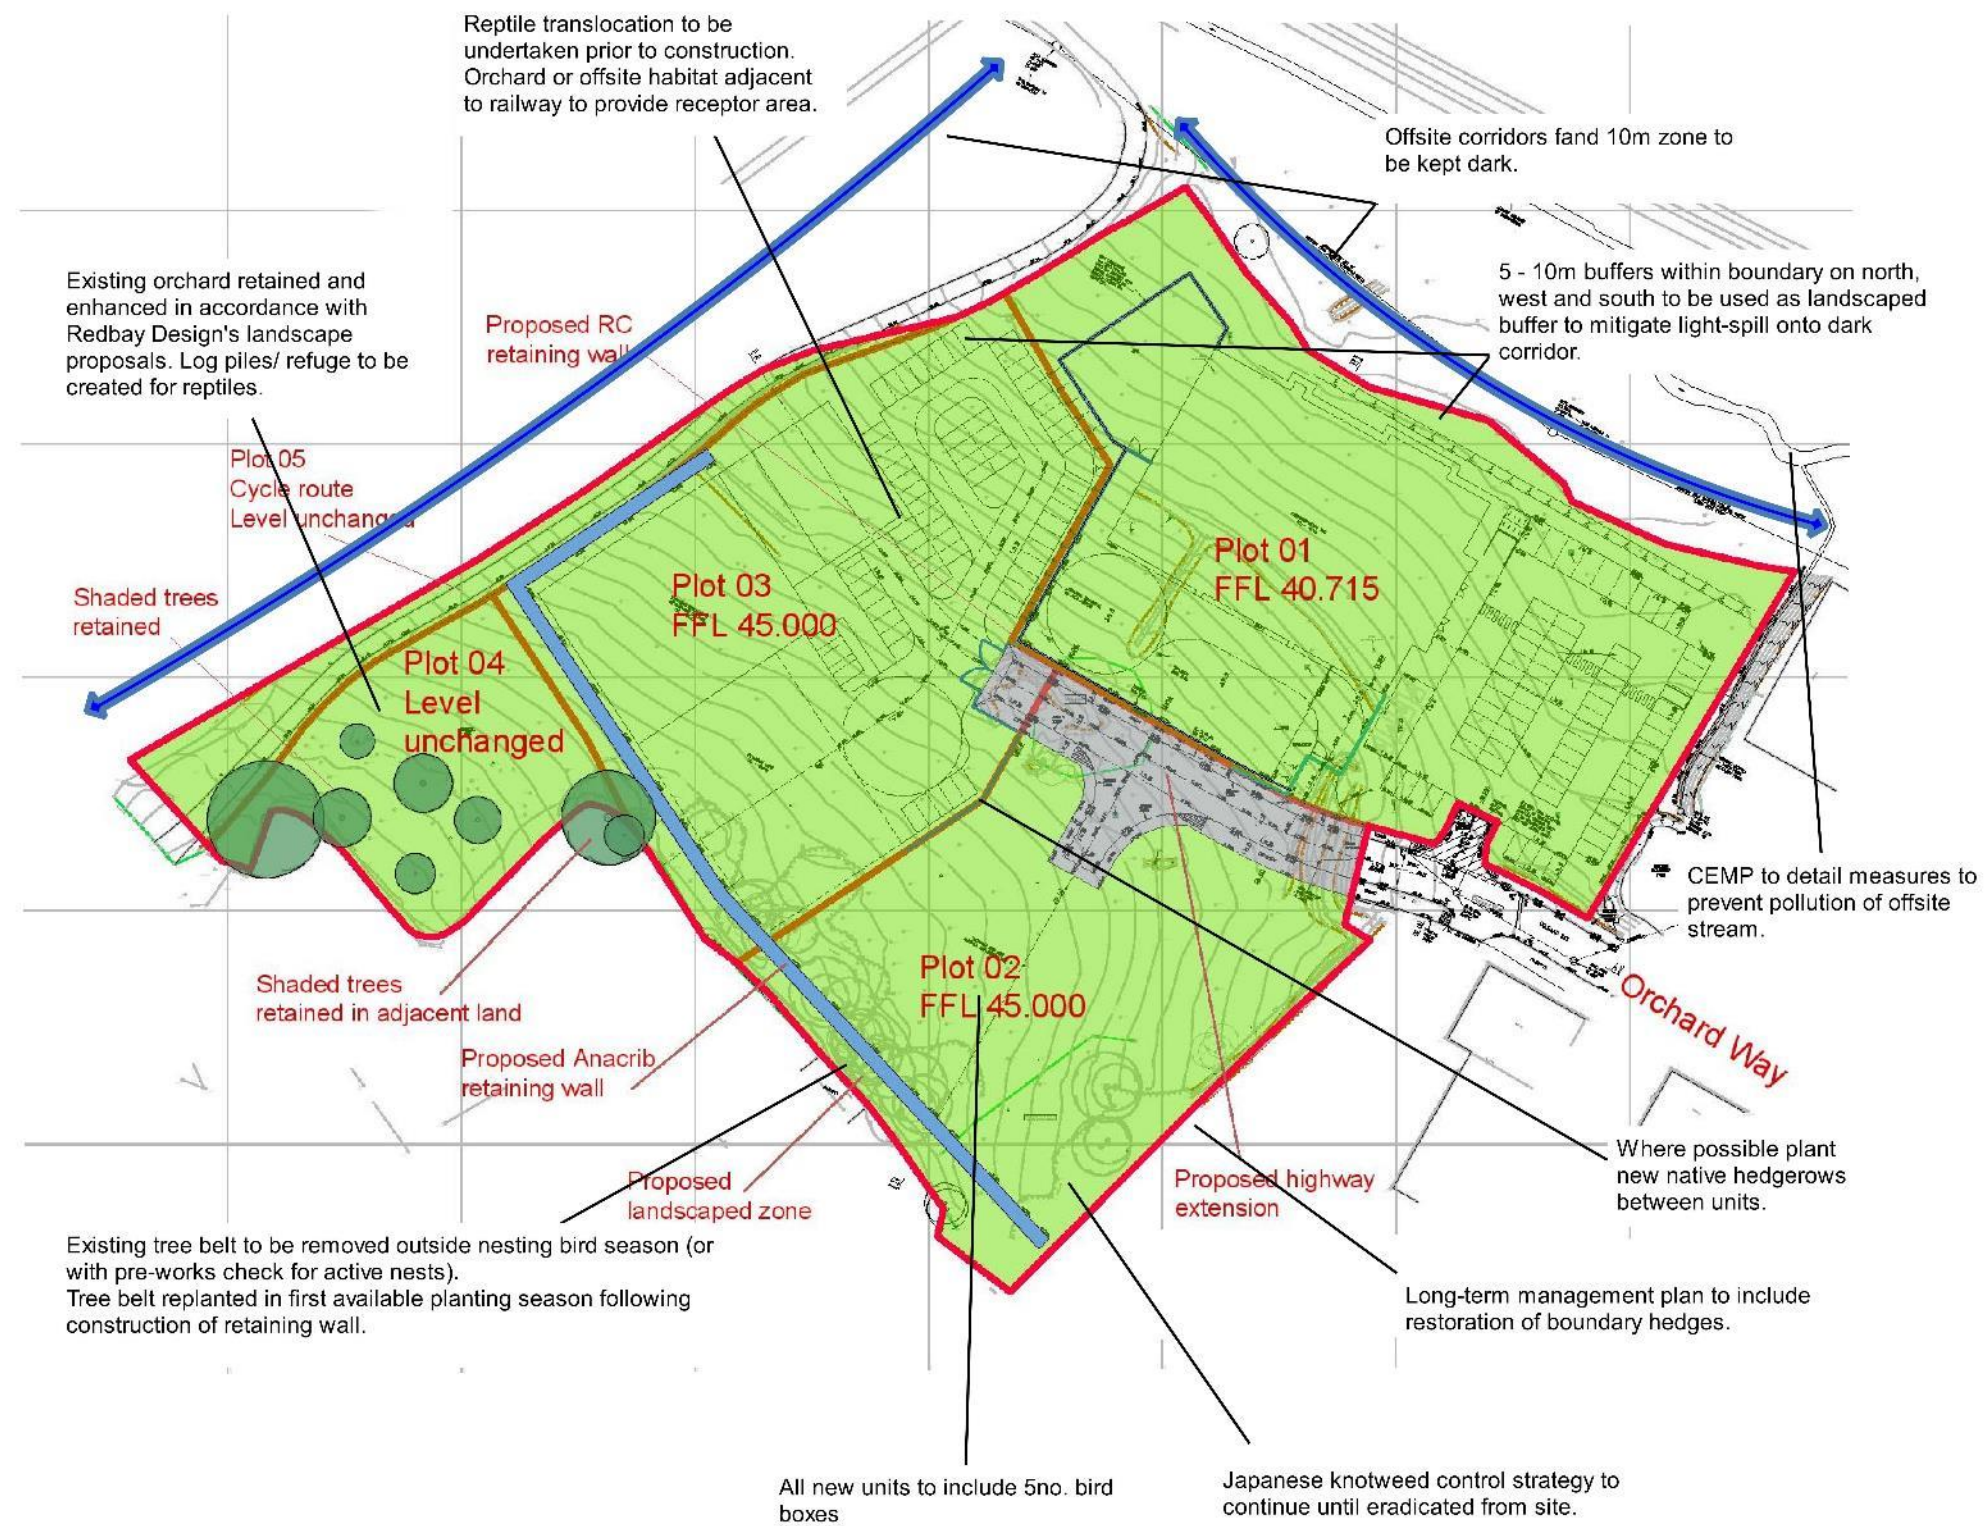 Reptile translocation to be
undertaken prior to construction.
Orchard or offsite habitat adjacent
to railway to provide receptor area.
Offsite corridors fand 10m zone to
be kept dark.
5 - 10m buffers within boundary on north,
west and south to be used as landscaped
buffer to mitigate light-spill onto dark
corridor.
Existing orchard retained and
enhanced in accordance with
Redbay Design's landscape
proposals. Log piles/ refuge to be
created for reptiles.
Proposed RC
retaining wall
Plot 05
Cycle route
Level unchanged
Shaded trees
retained
Plot 01
FFL 40.715
Plot 03
FFL 45.000
Plot 04
Level
unchanged
CEMP to detail measures to
prevent pollution of offsite
stream.
Plot 02
FFL 45.000
Orchard Way
Shaded trees
retained in adjacent land
Proposed Anacrib
retaining wall
Where possible plant
new native hedgerows
between units.
Proposed
landscaped zone
Proposed highway
extension
Existing tree belt to be removed outside nesting bird season (or
with pre-works check for active nests).
Tree belt replanted in first available planting season following
construction of retaining wall.
Long-term management plan to include
restoration of boundary hedges.
All new units to include 5no. bird
boxes
Japanese knotweed control strategy to
continue until eradicated from site.